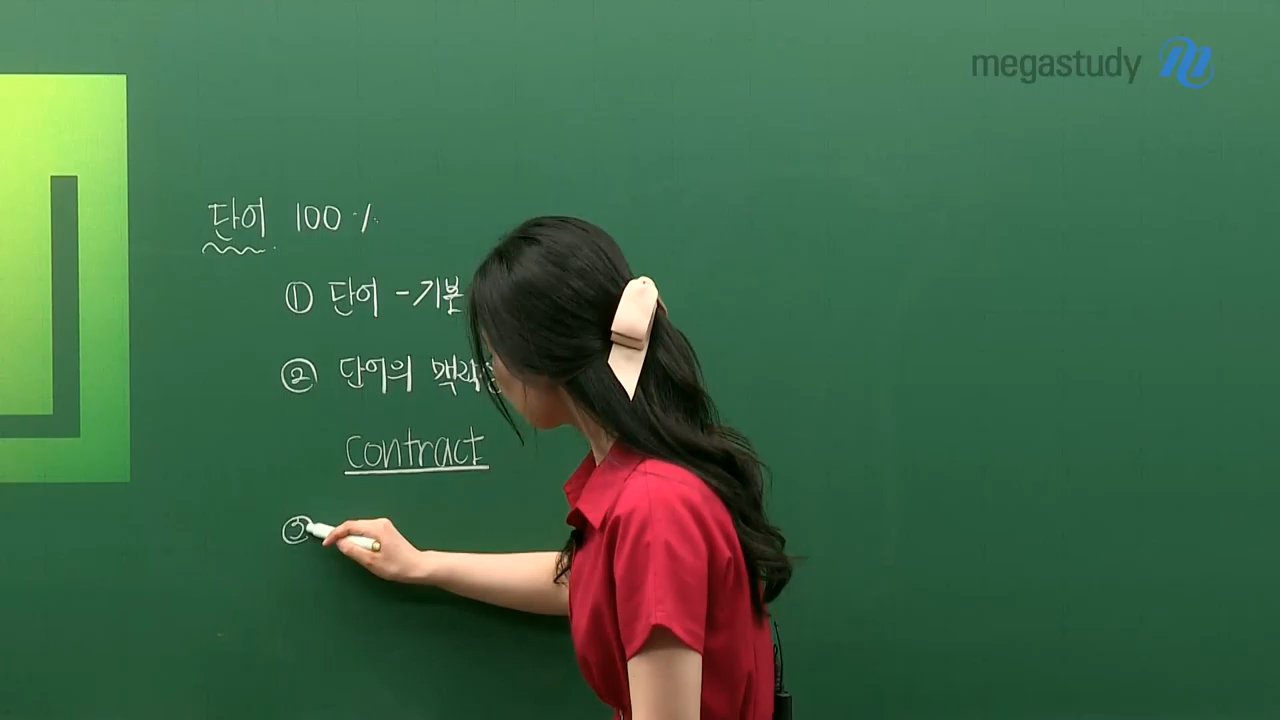 megastudy
단어 100%
① 단어 - 기본
② 단어의 맥락
contract
③